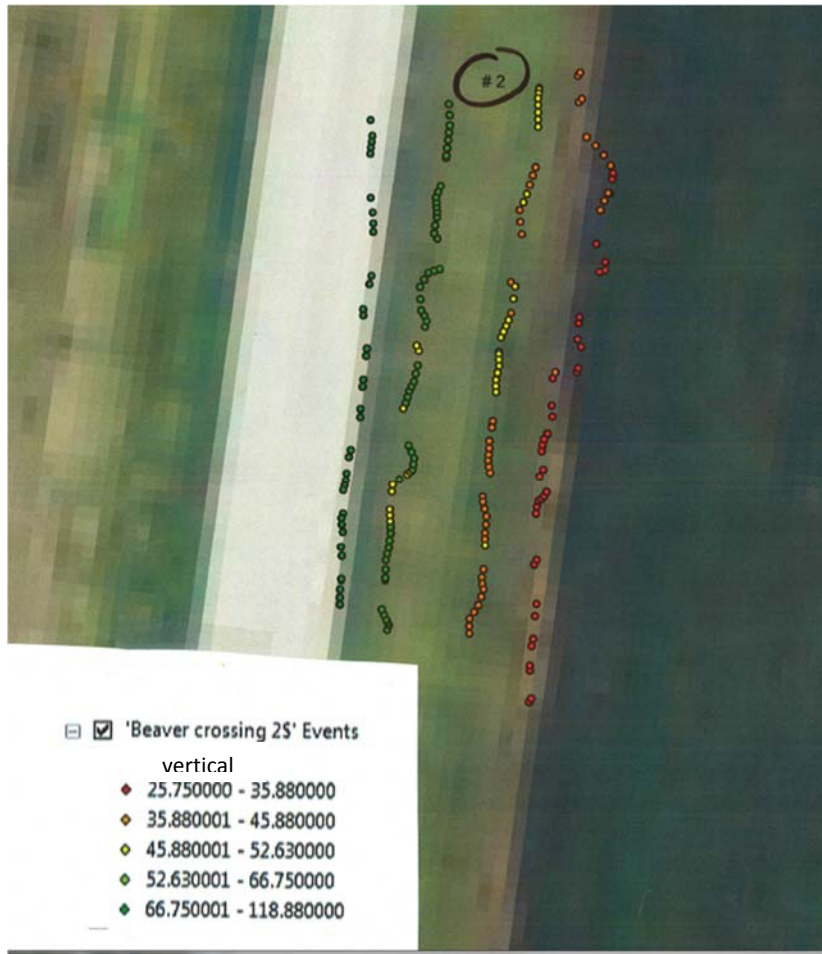 # 2
'Beaver crossing 2$' Events
vertical
25.750000 - 35.880000
35.880001 - 45.880000
45.880001 - 52.630000
52.630001 - 66.750000
66.750001 - 118.880000